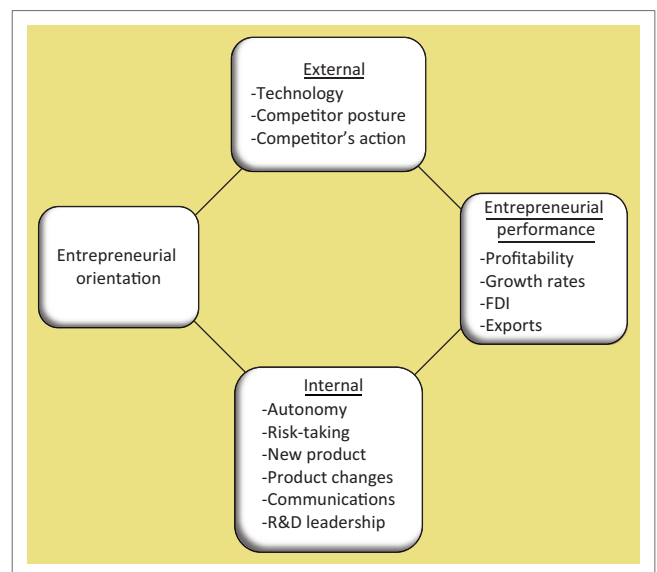 External
-Technology
-Competitor posture
-Competitor's action
Entrepreneurial
orientation
Entrepreneurial
performance
-Profitability
-Growth rates
-FDI
-Exports
Internal
-Autonomy
-Risk-taking
-New product
-Product changes
-Communications
-R&D leadership